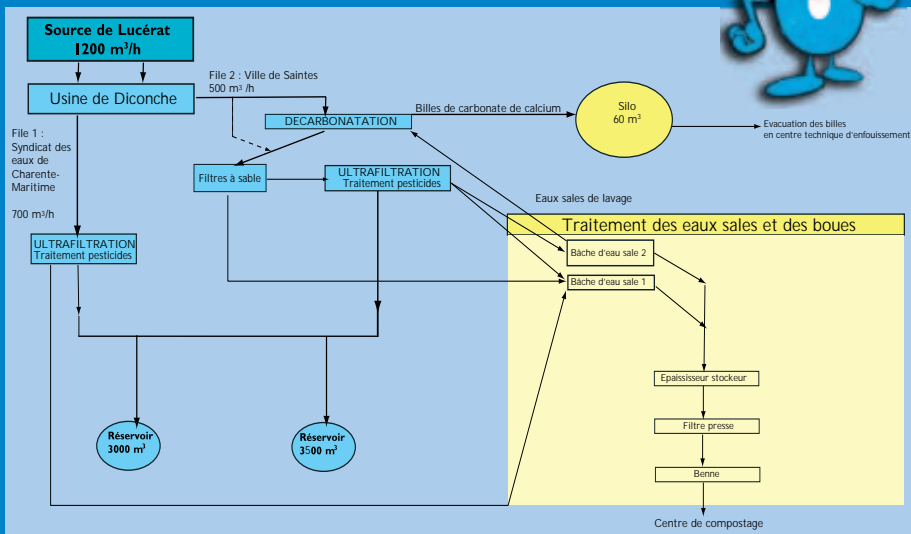 Source de Lucérat
1200 m³/h
Usine de Diconche
File 2 : Ville de Saintes
500 m³ /h
DECARBONATATION
Billes de carbonate de calcium
Silo
60 m³
Evacuation des billes
en centre technique d'enfouissement
File 1 :
Syndicat des
eaux de
Charente-
Maritime
700 m³/h
Filtres à sable
ULTRAFILTRATION
Traitement pesticides
Eaux sales de lavage
ULTRAFILTRATION
Traitement pesticides
Traitement des eaux sales et des boues
Bâche d'eau sale 2
Bâche d'eau sale 1
Epaississeur stockeur
Filtre presse
Benne
Centre de compostage
Réservoir
3000 m³
Réservoir
3500 m³